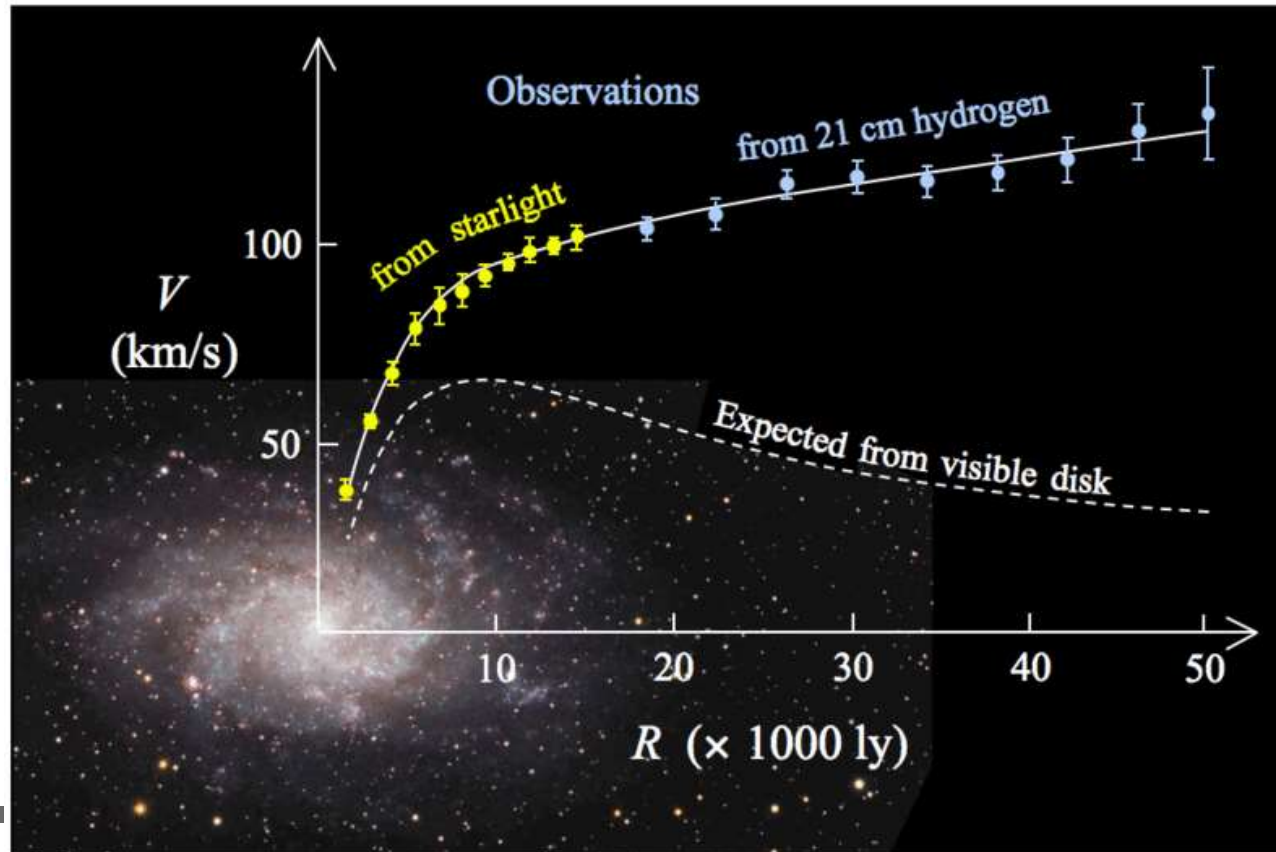 Observations
from 21 cm hydrogen
from starlight
100
V
(km/s)
50
Expected from visible disk
10 20 30 40 50
R (× 1000 ly)